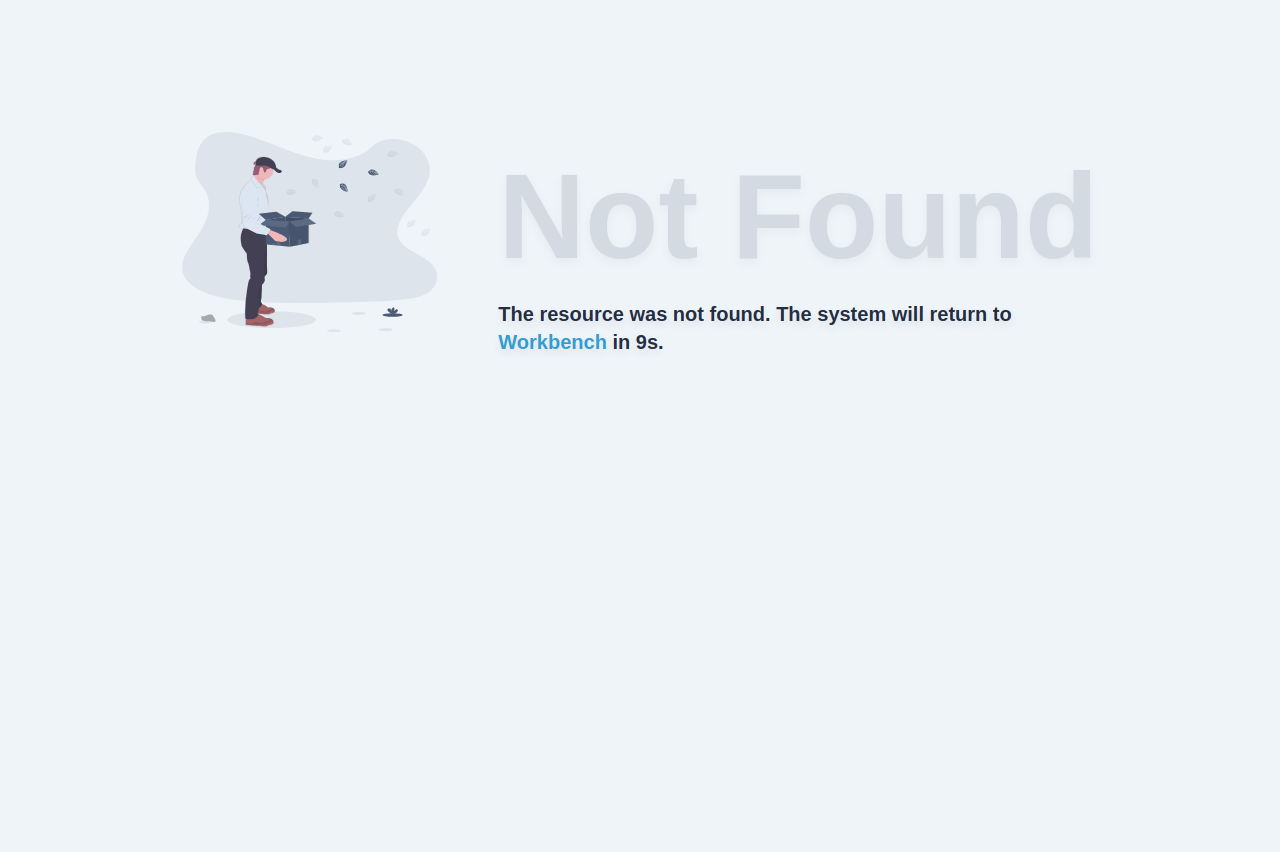 Not Found
The resource was not found. The system will return to
Workbench in 9s.